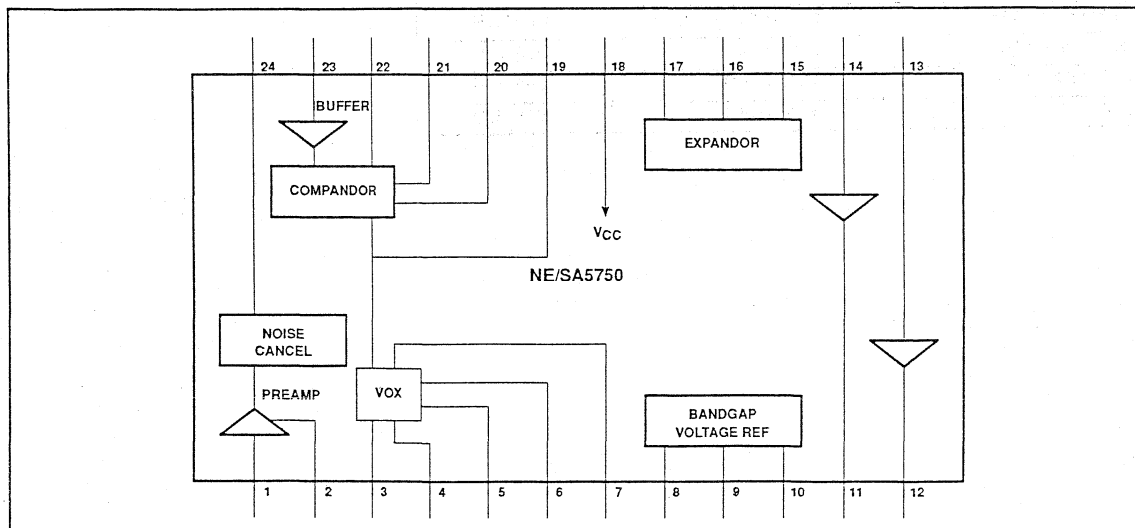 24 23 22 21 20 19 18 17 16 15 14 13
BUFFER
EXPANDOR
COMPANDOR
VCC
NE/SA5750
NOISE
CANCEL
PREAMP
VOX
BANDGAP
VOLTAGE REF
1 2 3 4 5 6 7 8 9 10 11 12